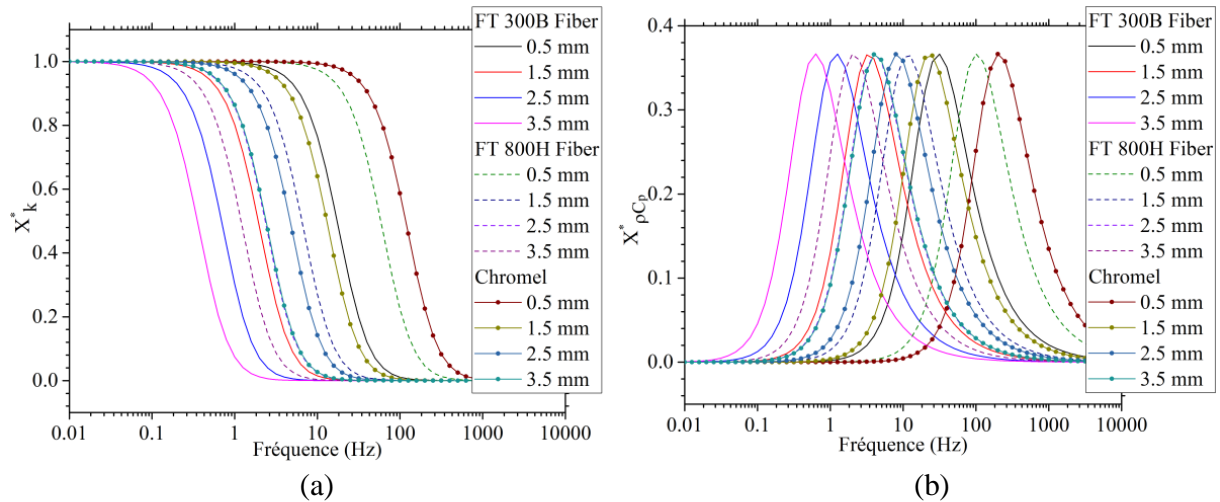 FT 300B Fiber
0.5 mm
1.5 mm
2.5 mm
3.5 mm
FT 800H Fiber
0.5 mm
1.5 mm
2.5 mm
3.5 mm
Chromel
0.5 mm
1.5 mm
2.5 mm
3.5 mm
X*k
1.0
0.8
0.6
0.4
0.2
0.0
0.01 0.1 1 10 100 1000 10000
Fréquence (Hz)
(a)
FT 300B Fiber
0.5 mm
1.5 mm
2.5 mm
3.5 mm
FT 800H Fiber
0.5 mm
1.5 mm
2.5 mm
3.5 mm
Chromel
0.5 mm
1.5 mm
2.5 mm
3.5 mm
X*ρCp
0.4
0.3
0.2
0.1
0.0
0.01 0.1 1 10 100 1000 10000
Fréquence (Hz)
(b)